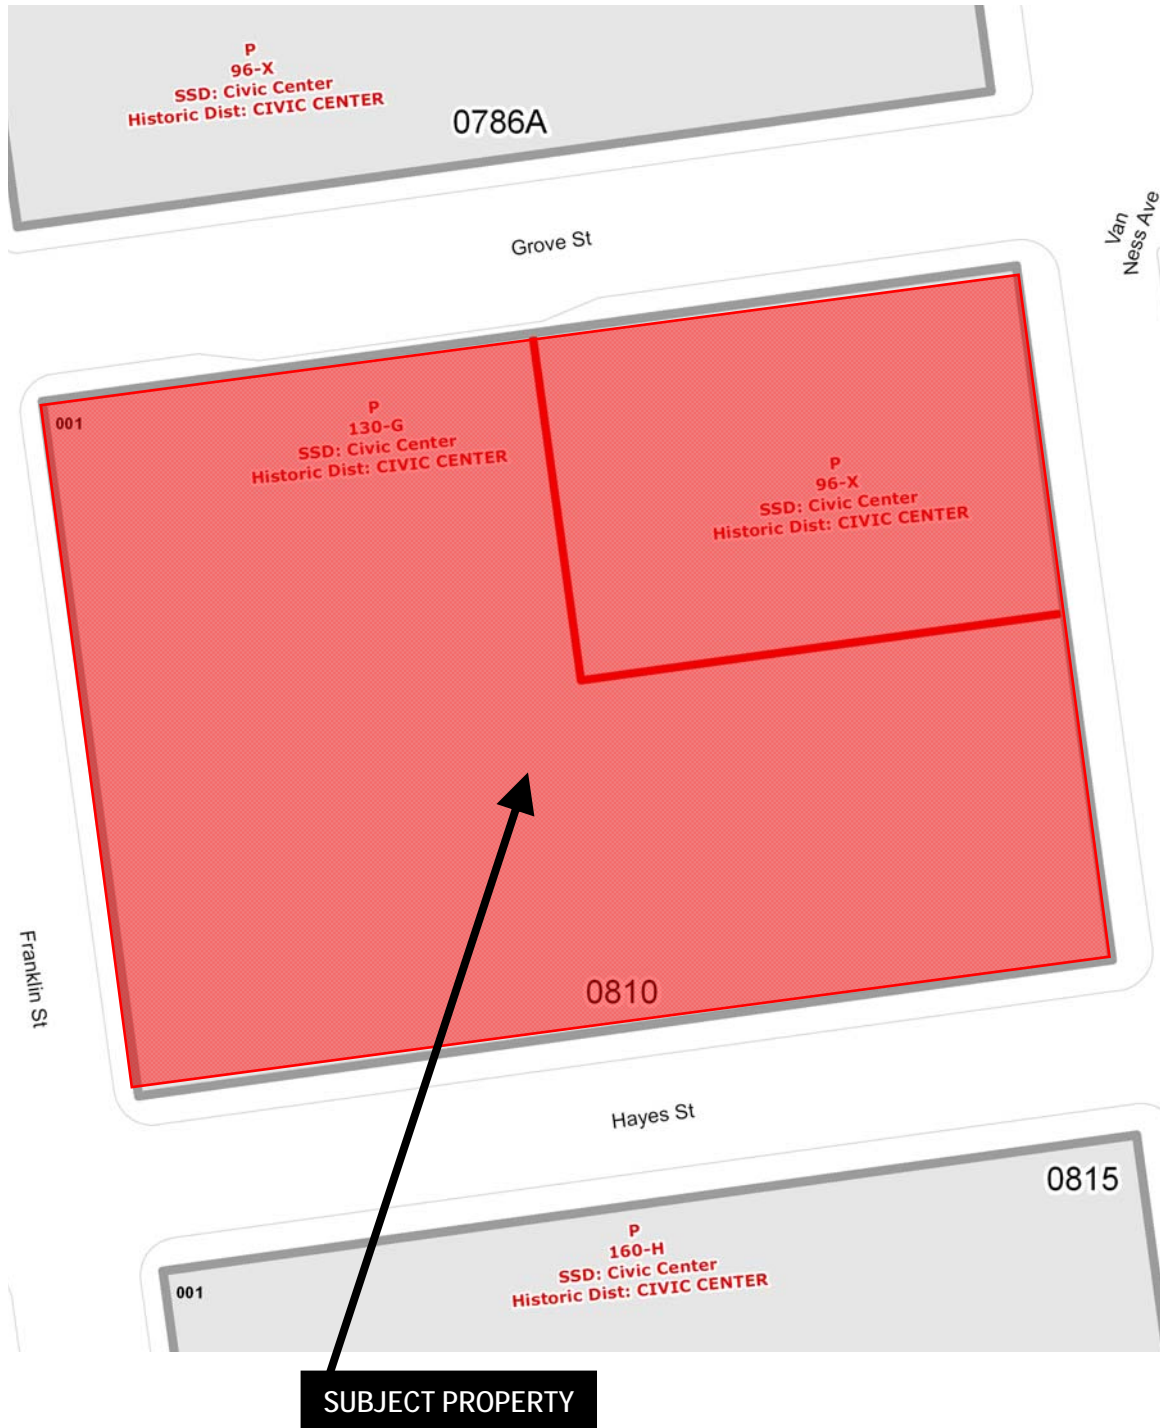 P
96-X
SSD: Civic Center
Historic Dist: CIVIC CENTER
0786A
Van
Ness Ave
Grove St
001
P
130-G
SSD: Civic Center
Historic Dist: CIVIC CENTER
P
96-X
SSD: Civic Center
Historic Dist: CIVIC CENTER
Franklin St
0810
Hayes St
0815
P
160-H
SSD: Civic Center
Historic Dist: CIVIC CENTER
001
SUBJECT PROPERTY